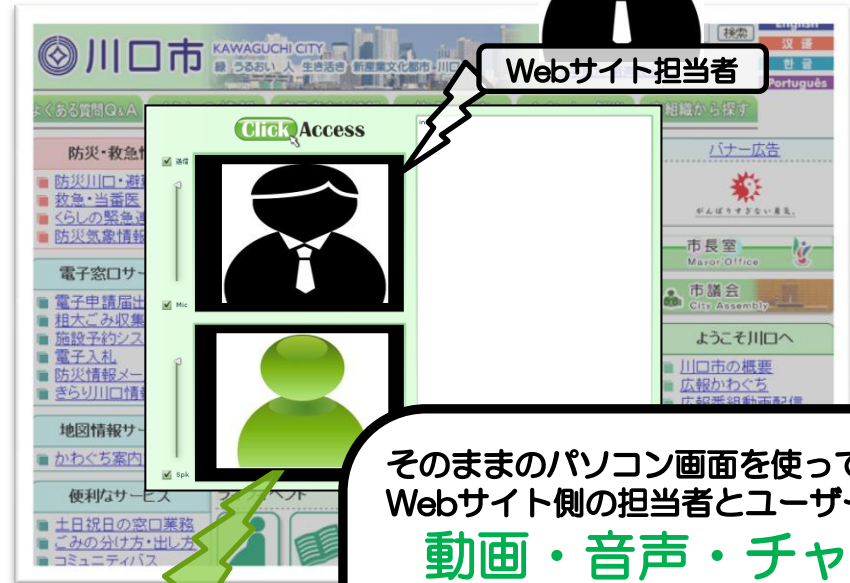 川口市 KAWAGUCHI CITY
緑 うるおい 人 生き活き 新産業文化都市・川口
検索
English
汉语
한글
Português
Webサイト担当者
よくある質問Q&A
組織から探す
Click Access
防災・救急
防災川口・避
救急・当番医
くらしの緊急
防災気象情報
電子窓口サー
電子申請届出
粗大ごみ収集
施設予約シス
電子入札
防災情報メー
きらり川口情
地図情報サー
かわぐち案内
便利なサービス
土日祝日の窓口業務
ごみの分け方・出し方
コミュニティバス
送信
Mic
Spk
バナー広告
がんばりすぎない育児。
市長室
Mayor Office
市議会
City Assembly
ようこそ川口へ
川口市の概要
広報かわぐち
広報番組動画配信
そのままのパソコン画面を使って
Webサイト側の担当者とユーザー
動画・音声・チャ